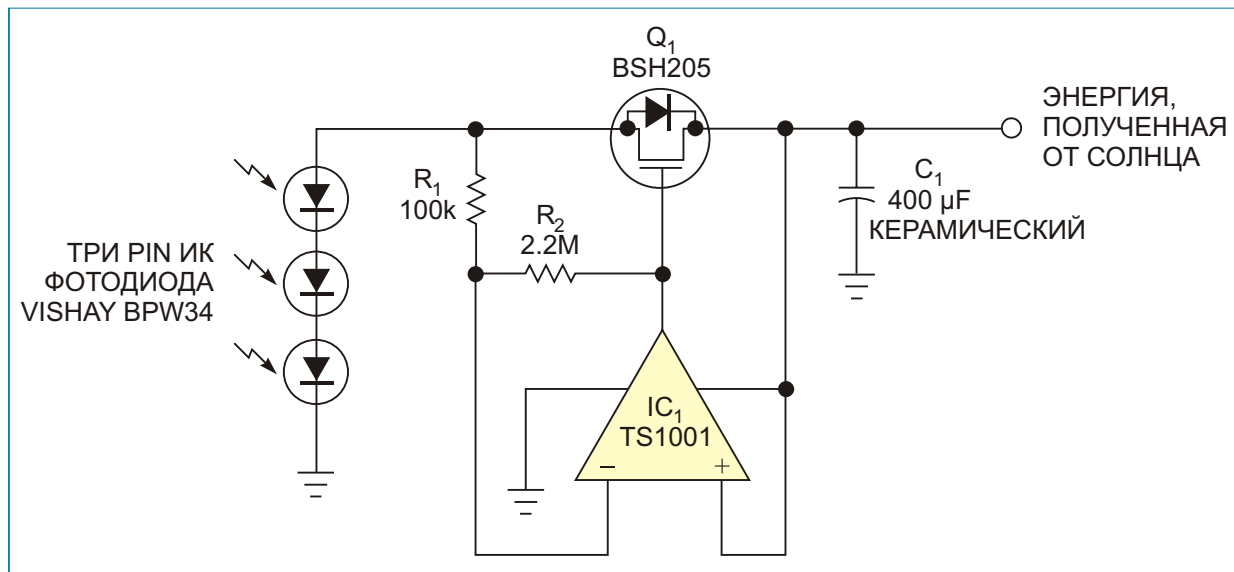 Q₁
BSH205
ЭНЕРГИЯ,
ПОЛУЧЕННАЯ
ОТ СОЛНЦА
R₁
100k
R₂
2.2M
C₁
400 µF
КЕРАМИЧЕСКИЙ
ТРИ PIN ИК
ФОТОДИОДА
VISHAY BPW34
IC₁
TS1001
− +